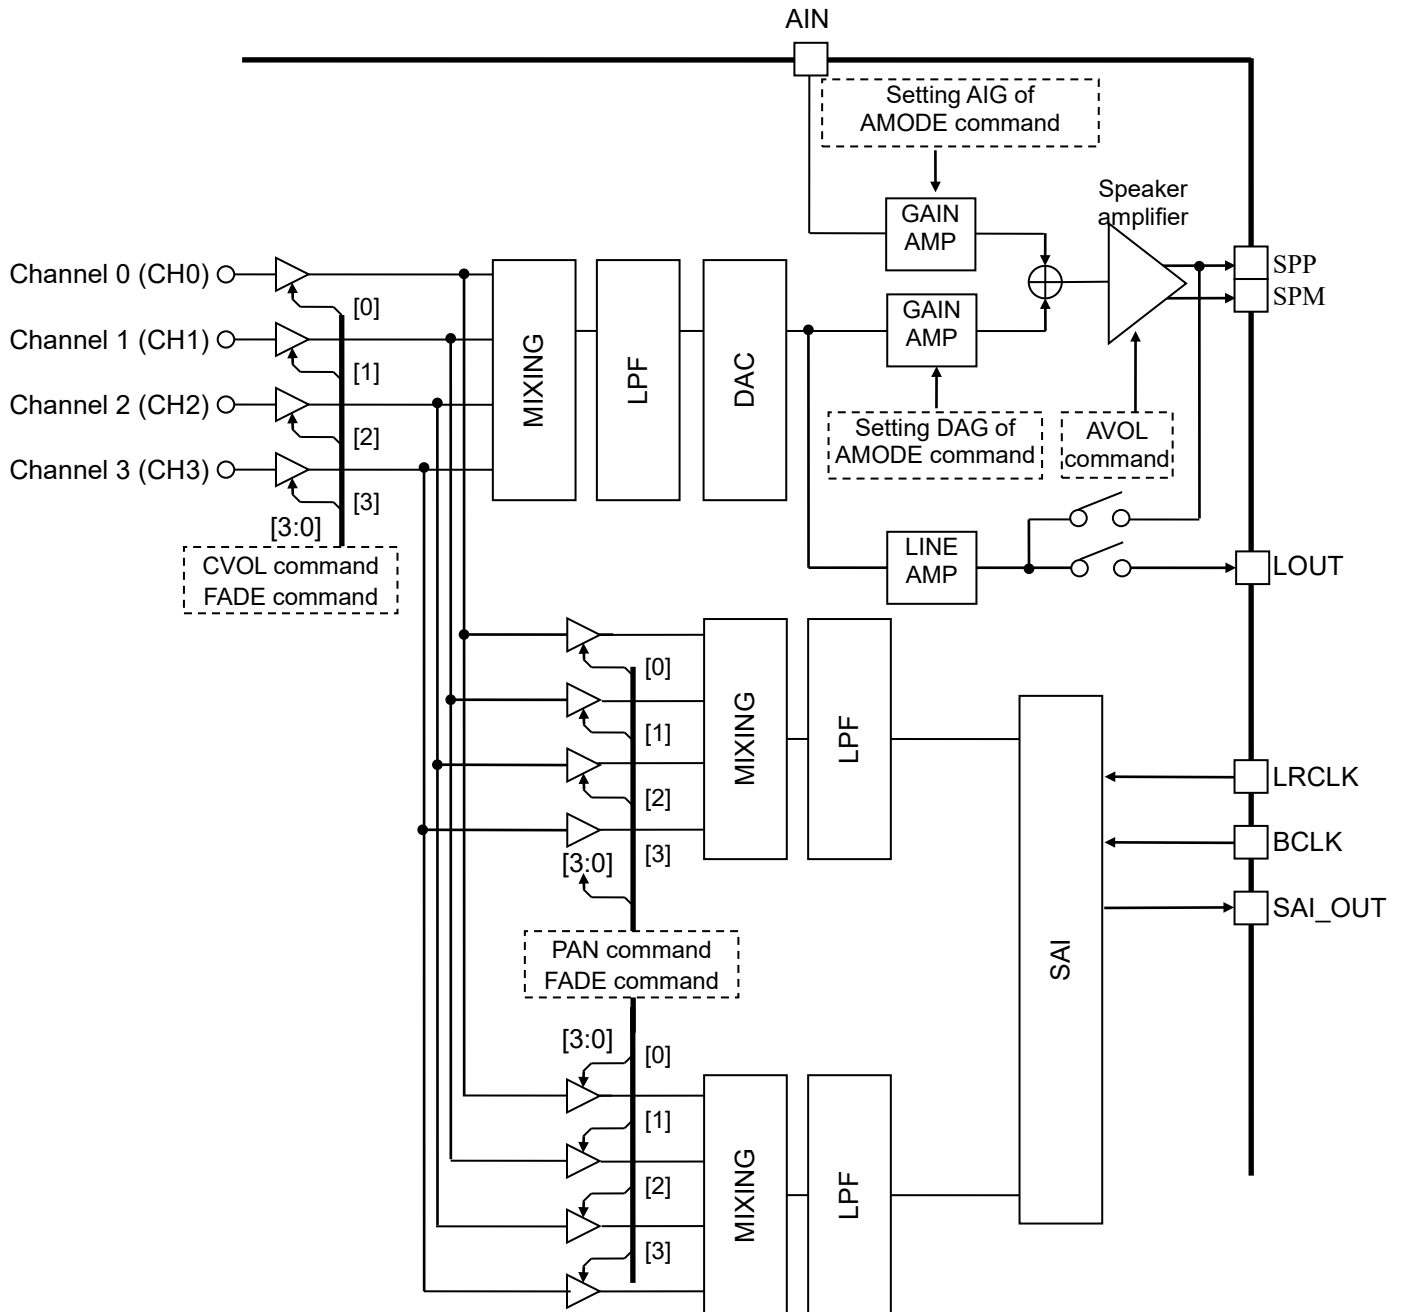 AIN
Setting AIG of
AMODE command
Speaker
amplifier
GAIN
AMP
SPP
SPM
Channel 0 (CH0)
[0]
Channel 1 (CH1)
[1]
Channel 2 (CH2)
[2]
Channel 3 (CH3)
[3]
[3:0]
CVOL command
FADE command
MIXING
LPF
DAC
GAIN
AMP
Setting DAG of
AMODE command
AVOL
command
LINE
AMP
LOUT
[0]
[1]
[2]
[3]
[3:0]
MIXING
LPF
PAN command
FADE command
SAI
LRCLK
BCLK
SAI_OUT
[3:0]
[0]
[1]
[2]
[3]
MIXING
LPF